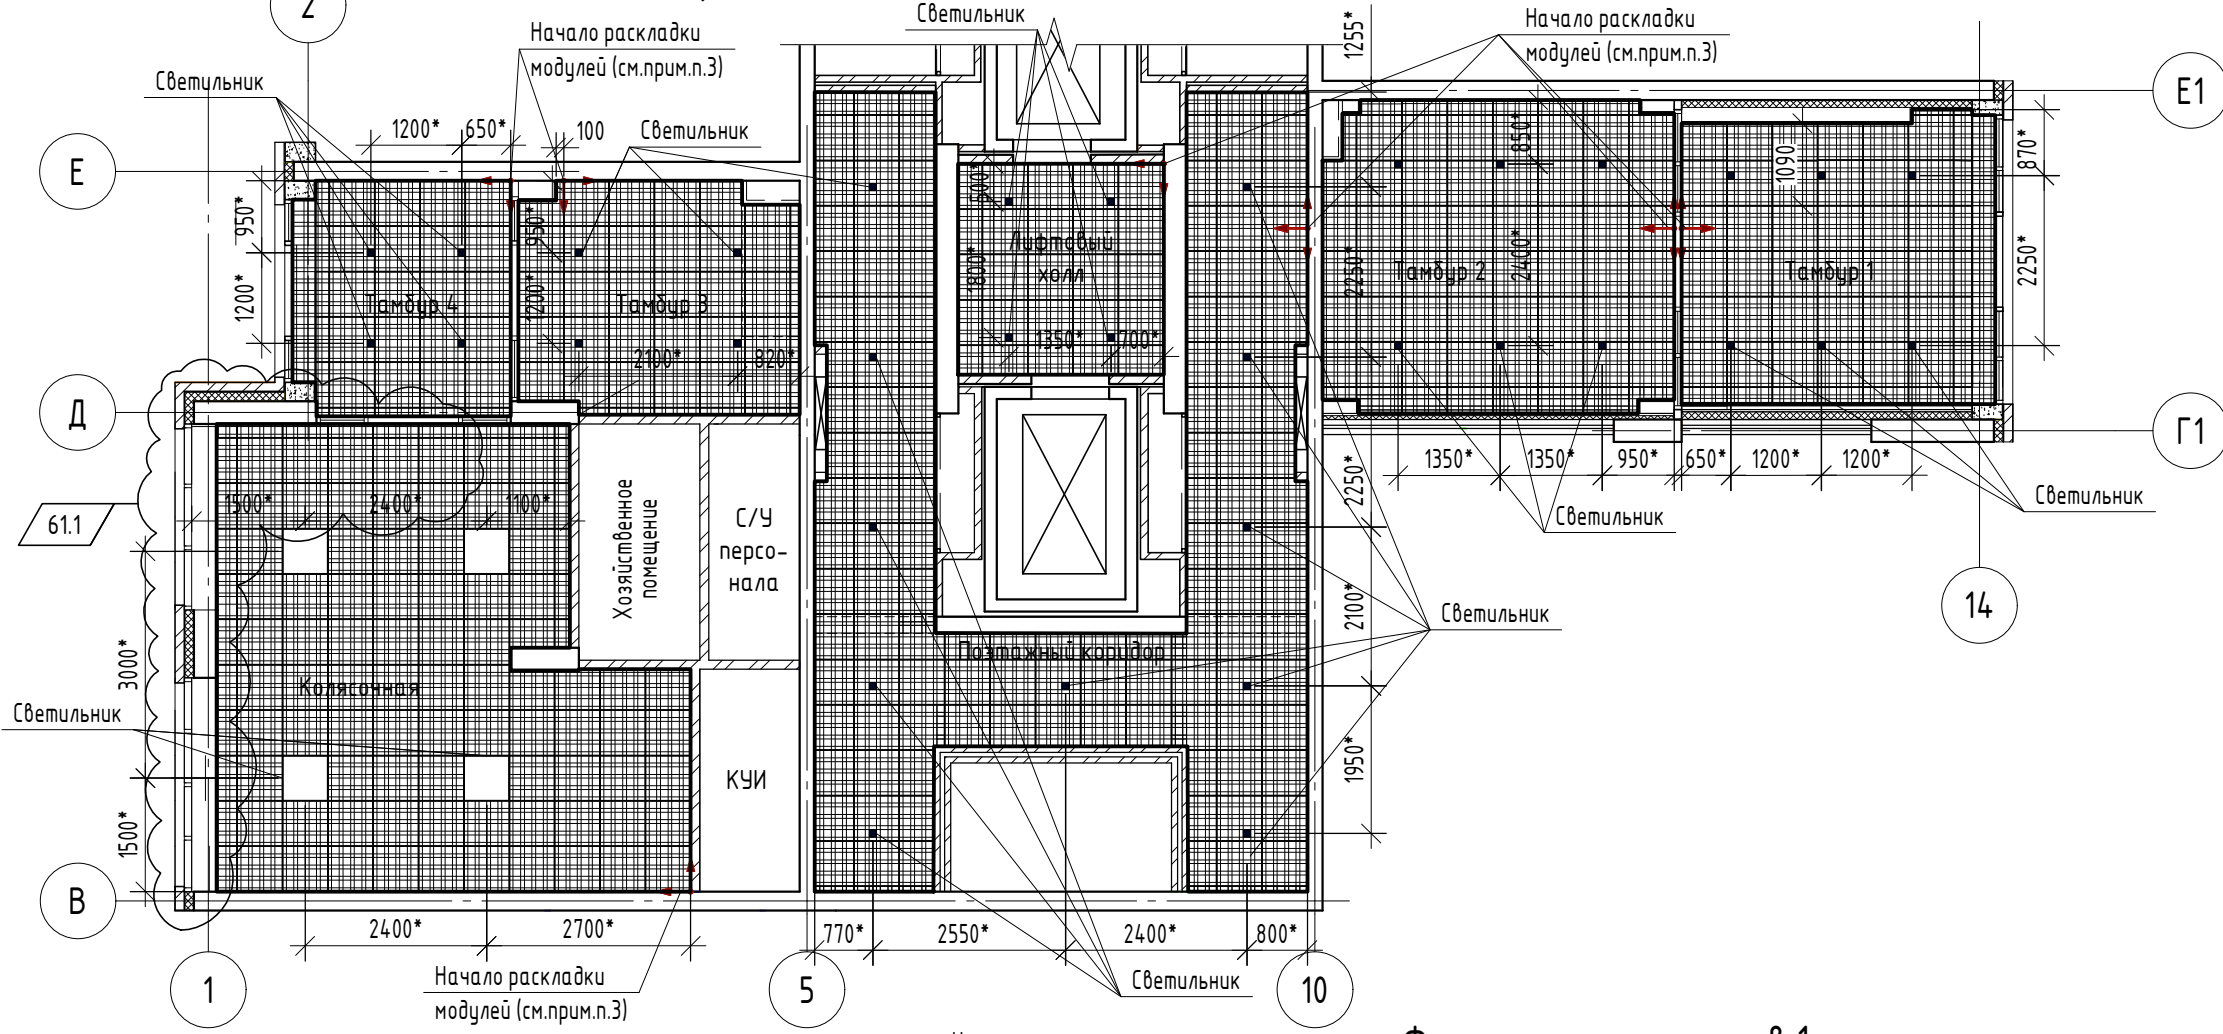 2
Светильник
Начало раскладки
модулей (см.прим.п.3)
1255*
Начало раскладки
модулей (см.прим.п.3)
Светильник
Е1
1200*
650*
100
Светильник
Е
850*
1090
870*
950*
950*
500*
Лифтовый
холл
1800*
2250*
Тамбур 2
2400*
Тамбур 1
2250*
1200*
Тамбур 4
1200*
Тамбур 3
1350*
700*
2100*
820*
Д
Г1
1350*
1350*
950*
650*
1200*
1200*
1500*
2400*
1100*
2250*
Светильник
Светильник
61.1
Хозяйственное
помещение
С/У
персо-
нала
2100*
Светильник
14
3000*
Поэтажный коридор
Колясочная
Светильник
1950*
КУИ
1500*
В
2400*
2700*
770*
2550*
2400*
800*
Начало раскладки
модулей (см.прим.п.3)
Светильник
1
5
10